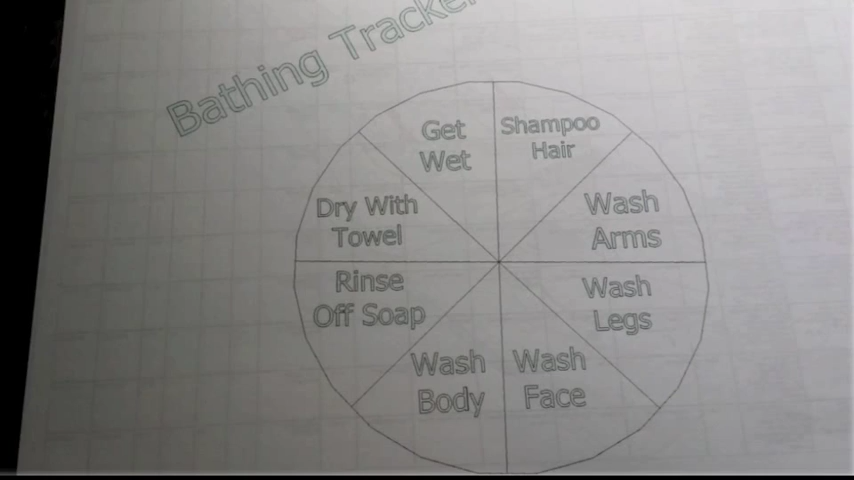 Bathing Tracker
Get
Wet
Shampoo
Hair
Wash
Arms
Wash
Legs
Wash
Face
Wash
Body
Rinse
Off Soap
Dry With
Towel